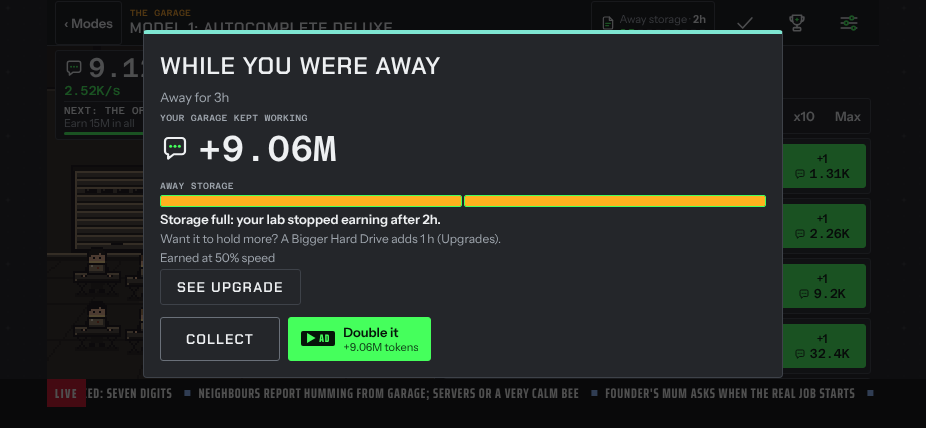 ‹ Modes
THE GARAGE
MODEL 1: AUTOCOMPLETE DELUXE
Away storage · 2h
9.12
2.52K/s
NEXT: THE OF
Earn 15M in all
x10 Max
WHILE YOU WERE AWAY
Away for 3h
YOUR GARAGE KEPT WORKING
+9.06M
AWAY STORAGE
Storage full: your lab stopped earning after 2h.
Want it to hold more? A Bigger Hard Drive adds 1 h (Upgrades).
Earned at 50% speed
SEE UPGRADE
COLLECT
AD Double it
+9.06M tokens
+1
1.31K
+1
2.26K
+1
9.2K
+1
32.4K
LIVE ED: SEVEN DIGITS ■ NEIGHBOURS REPORT HUMMING FROM GARAGE; SERVERS OR A VERY CALM BEE ■ FOUNDER'S MUM ASKS WHEN THE REAL JOB STARTS ■